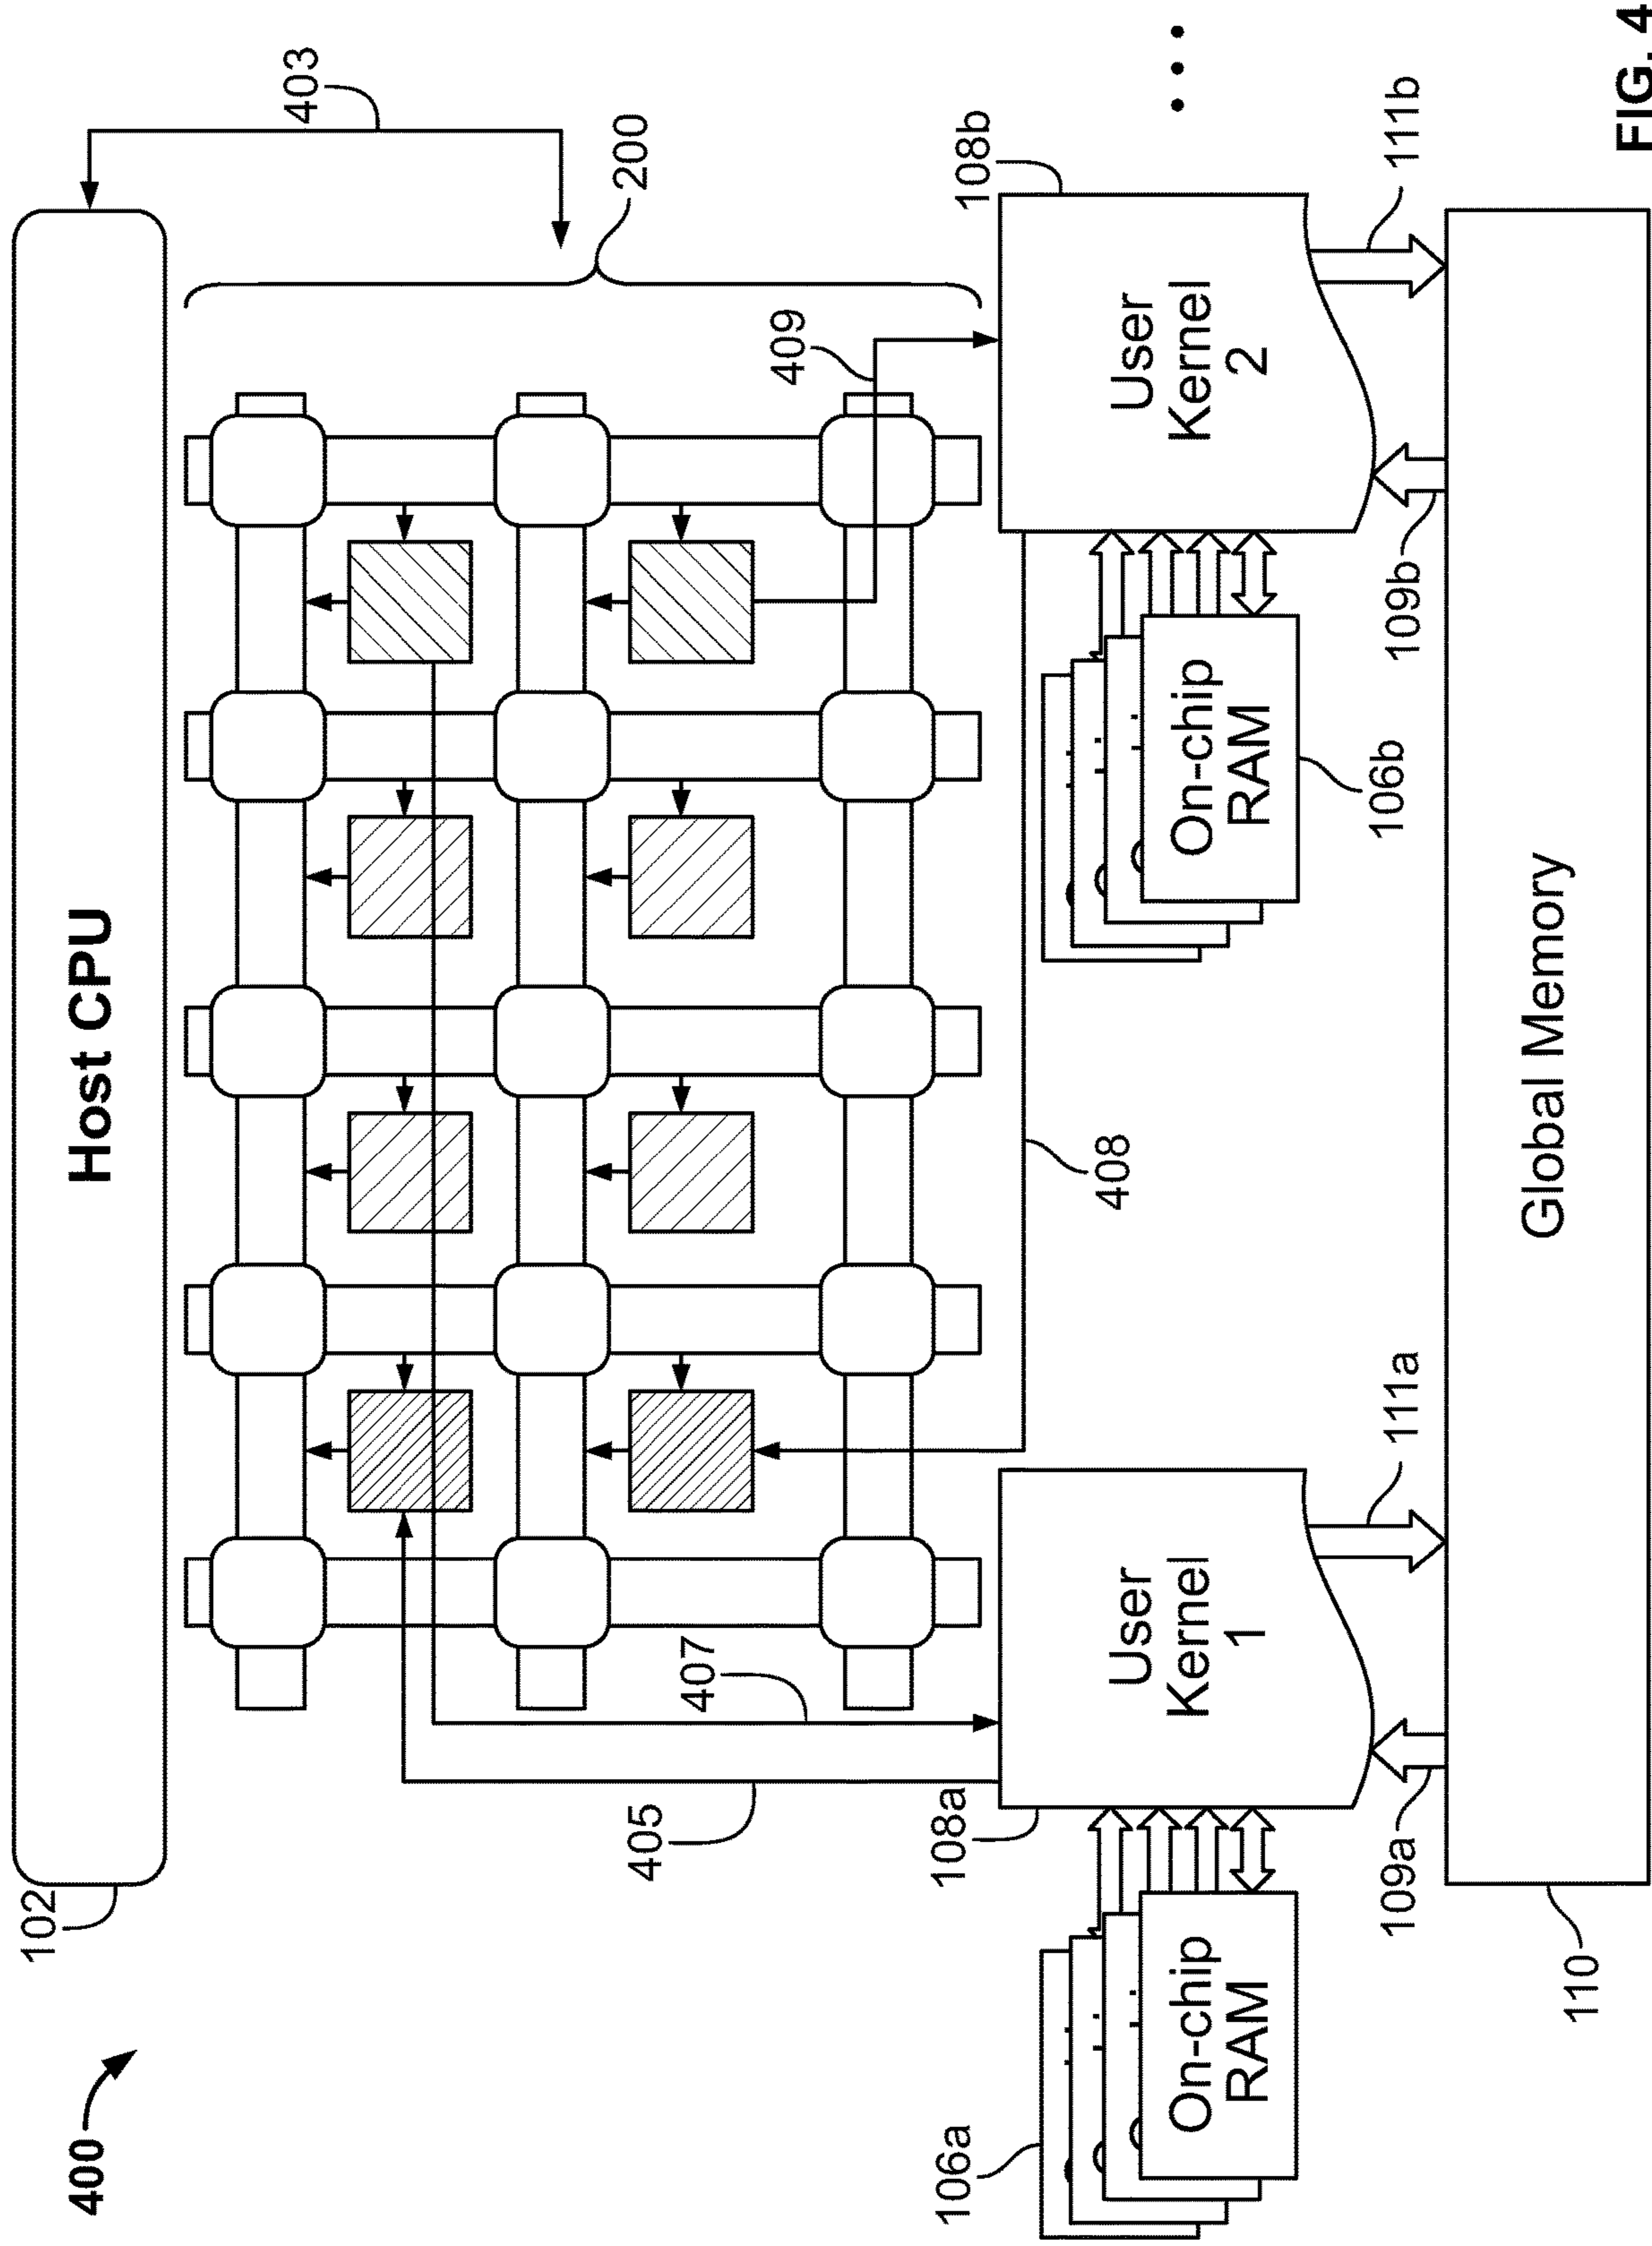 400
102
Host CPU
403
200
409
407
405
408
108a
User
Kernel
1
108b
User
Kernel
2
• • •
106a
On-chip
RAM
106b
On-chip
RAM
109a
111a
109b
111b
110
Global Memory
FIG. 4